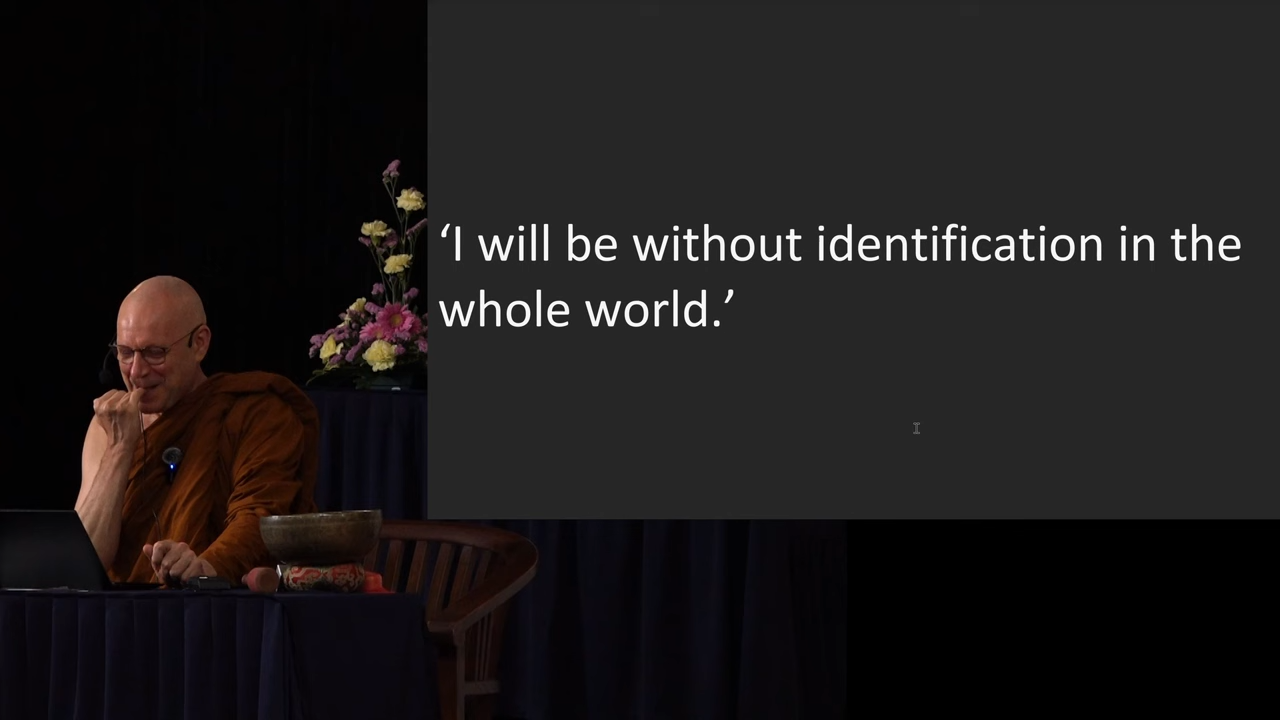 ‘I will be without identification in the
whole world.’